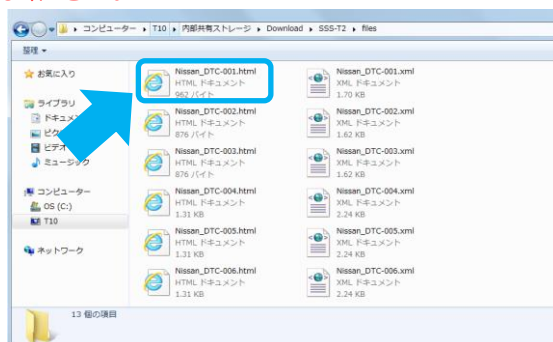 コンピューター ▸ T10 ▸ 内部共有ストレージ ▸ Download ▸ SSS-T2 ▸ files
整理
お気に入り
ライブラリ
ドキュメ
ビデオ
ミュージック
コンピューター
OS (C:)
T10
ネットワーク
Nissan_DTC-001.html
HTML ドキュメント
962 バイト
Nissan_DTC-001.xml
XML ドキュメント
1.70 KB
Nissan_DTC-002.html
HTML ドキュメント
876 バイト
Nissan_DTC-002.xml
XML ドキュメント
1.62 KB
Nissan_DTC-003.html
HTML ドキュメント
876 バイト
Nissan_DTC-003.xml
XML ドキュメント
1.62 KB
Nissan_DTC-004.html
HTML ドキュメント
1.31 KB
Nissan_DTC-004.xml
XML ドキュメント
2.24 KB
Nissan_DTC-005.html
HTML ドキュメント
1.31 KB
Nissan_DTC-005.xml
XML ドキュメント
2.24 KB
Nissan_DTC-006.html
HTML ドキュメント
1.31 KB
Nissan_DTC-006.xml
XML ドキュメント
2.24 KB
13 個の項目